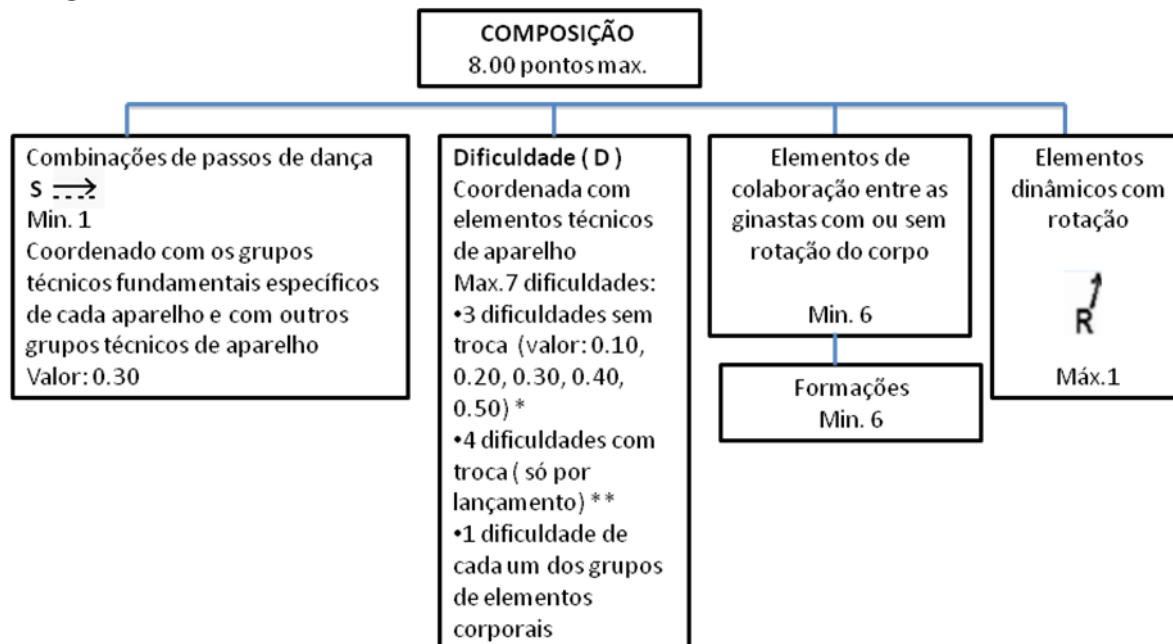 COMPOSIÇÃO
8.00 pontos max.
Combinações de passos de dança
S
Min. 1
Coordenado com os grupos
técnicos fundamentais específicos
de cada aparelho e com outros
grupos técnicos de aparelho
Valor: 0.30
Dificuldade ( D )
Coordenada com
elementos técnicos
de aparelho
Max.7 dificuldades:
•3 dificuldades sem
troca (valor: 0.10,
0.20, 0.30, 0.40,
0.50) *
•4 dificuldades com
troca ( só por
lançamento) **
•1 dificuldade de
cada um dos grupos
de elementos
corporais
Elementos de
colaboração entre as
ginastas com ou sem
rotação do corpo
Min. 6
Formações
Min. 6
Elementos
dinâmicos com
rotação
R
Máx.1